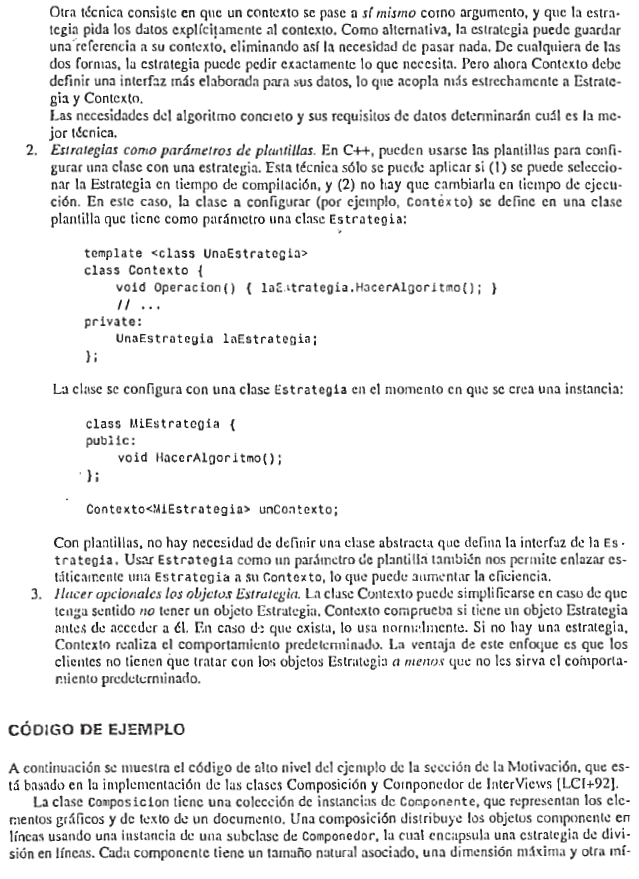 Otra técnica consiste en que un contexto se pase a sí mismo como argumento, y que la estra-
tegia pida los datos explícitamente al contexto. Como alternativa, la estrategia puede guardar
una referencia a su contexto, eliminando así la necesidad de pasar nada. De cualquiera de las
dos formas, la estrategia puede pedir exactamente lo que necesita. Pero ahora Contexto debe
definir una interfaz más elaborada para sus datos, lo que acopla más estrechamente a Estrate-
gia y Contexto.
Las necesidades del algoritmo concreto y sus requisitos de datos determinarán cuál es la me-
jor técnica.
2. Estrategias como parámetros de plantillas. En C++, pueden usarse las plantillas para confi-
gurar una clase con una estrategia. Esta técnica sólo se puede aplicar si (1) se puede seleccio-
nar la Estrategia en tiempo de compilación, y (2) no hay que cambiarla en tiempo de ejecu-
ción. En este caso, la clase a configurar (por ejemplo, Contexto) se define en una clase
plantilla que tiene como parámetro una clase Estrategia:
template <class UnaEstrategia>
class Contexto {
void Operacion() { laEstrategia.HacerAlgoritmo(); }
// ...
private:
UnaEstrategia laEstrategia;
};
La clase se configura con una clase Estrategia en el momento en que se crea una instancia:
class MiEstrategia {
public:
void HacerAlgoritmo();
};
Contexto<MiEstrategia> unContexto;
Con plantillas, no hay necesidad de definir una clase abstracta que defina la interfaz de la Es-
trategia. Usar Estrategia como un parámetro de plantilla también nos permite enlazar es-
táticamente una Estrategia a su Contexto, lo que puede aumentar la eficiencia.
3. Hacer opcionales los objetos Estrategia. La clase Contexto puede simplificarse en caso de que
tenga sentido no tener un objeto Estrategia. Contexto comprueba si tiene un objeto Estrategia
antes de acceder a él. En caso de que exista, lo usa normalmente. Si no hay una estrategia,
Contexto realiza el comportamiento predeterminado. La ventaja de este enfoque es que los
clientes no tienen que tratar con los objetos Estrategia a menos que no les sirva el comporta-
miento predeterminado.
CÓDIGO DE EJEMPLO
A continuación se muestra el código de alto nivel del ejemplo de la sección de la Motivación, que es-
tá basado en la implementación de las clases Composición y Componedor de InterViews [LCI+92].
La clase Composicion tiene una colección de instancias de Componente, que representan los ele-
mentos gráficos y de texto de un documento. Una composición distribuye los objetos componente en
líneas usando una instancia de una subclase de Componedor, la cual encapsula una estrategia de divi-
sión en líneas. Cada componente tiene un tamaño natural asociado, una dimensión máxima y otra mí-